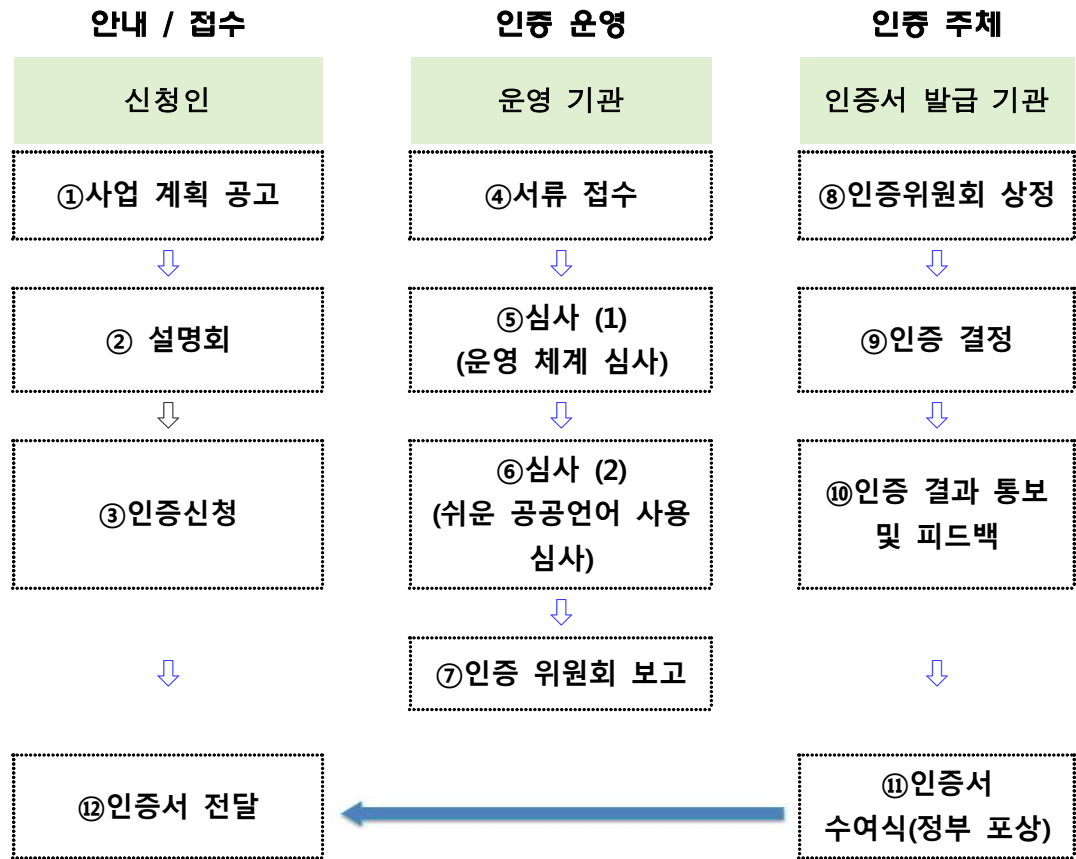 안내 / 접수
인증 운영
인증 주체
신청인
운영 기관
인증서 발급 기관
①사업 계획 공고
④서류 접수
⑧인증위원회 상정
② 설명회
⑤심사 (1)
(운영 체계 심사)
⑨인증 결정
③인증신청
⑥심사 (2)
(쉬운 공공언어 사용
심사)
⑩인증 결과 통보
및 피드백
⑦인증 위원회 보고
⑫인증서 전달
⑪인증서
수여식(정부 포상)